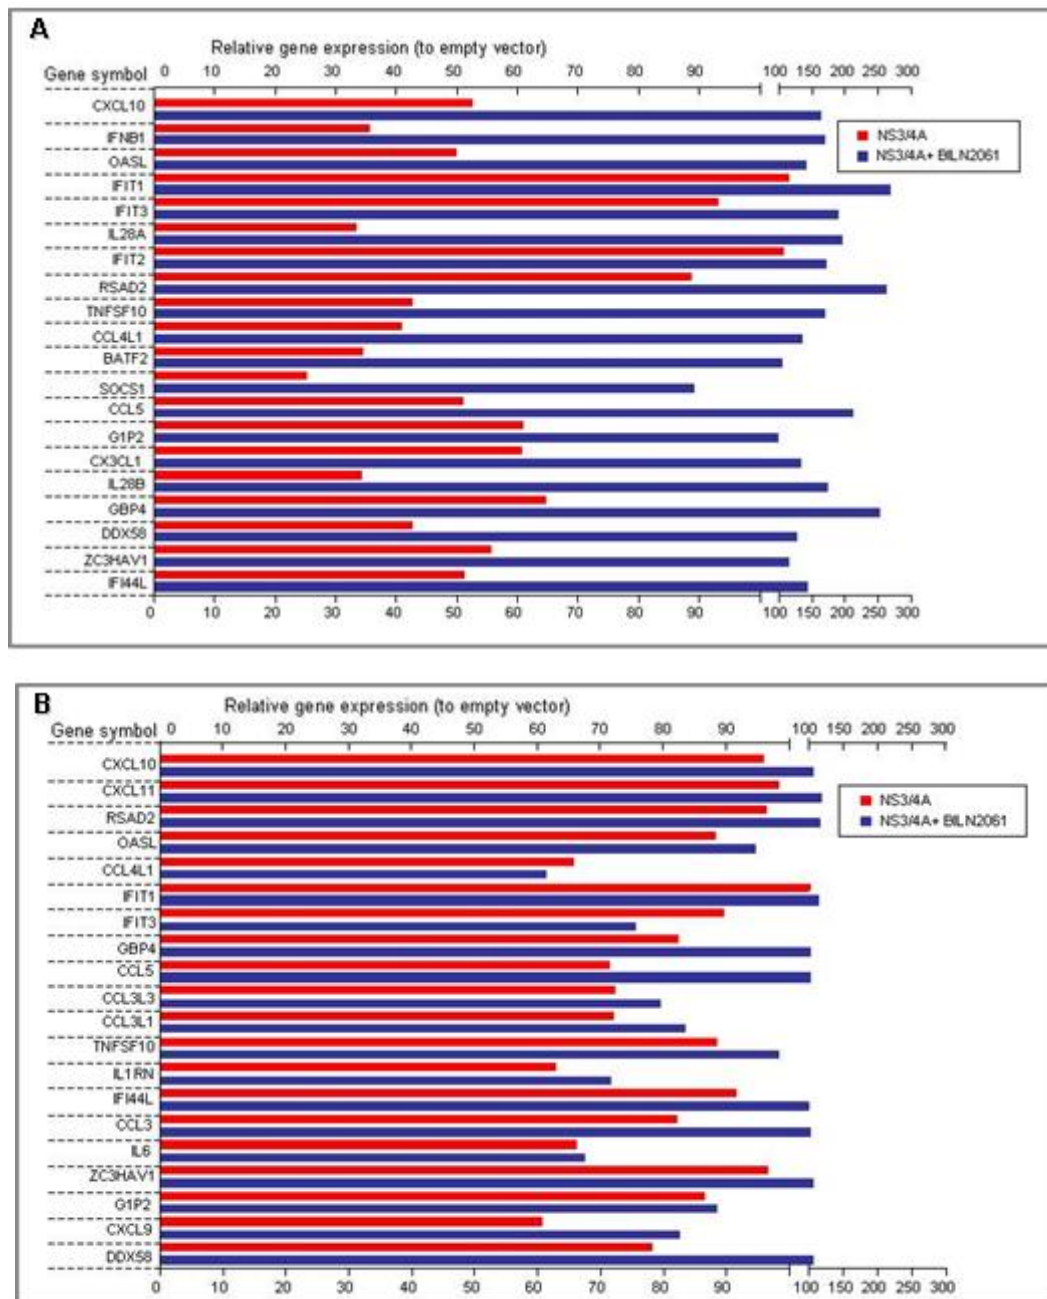 A
Relative gene expression (to empty vector)
Gene symbol 0 10 20 30 40 50 60 70 80 90 100 150 200 250 300
CXCL10
IFNB1
OASL
IFIT1
IFIT3
IL28A
IFIT2
RSAD2
TNFSF10
CCL4L1
BATF2
SOCS1
CCL5
G1P2
CX3CL1
IL28B
GBP4
DDX58
ZC3HAV1
IFI44L
NS3/4A
NS3/4A+ BILN2061
0 10 20 30 40 50 60 70 80 90 100 150 200 250 300
B
Relative gene expression (to empty vector)
Gene symbol 0 10 20 30 40 50 60 70 80 90 100 150 200 250 300
CXCL10
CXCL11
RSAD2
OASL
CCL4L1
IFIT1
IFIT3
GBP4
CCL5
CCL3L3
CCL3L1
TNFSF10
IL1RN
IFI44L
CCL3
IL6
ZC3HAV1
G1P2
CXCL9
DDX58
NS3/4A
NS3/4A+ BILN2061
0 10 20 30 40 50 60 70 80 90 100 150 200 250 300